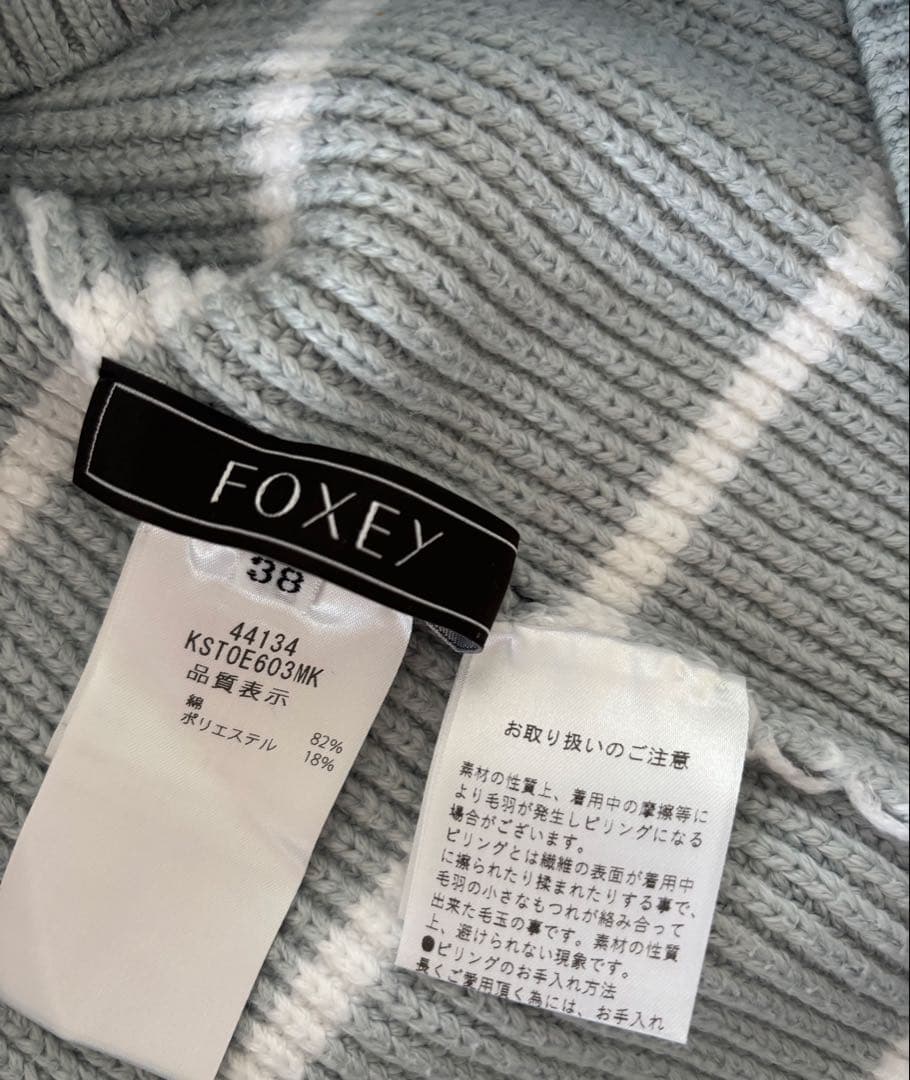 FOXEY
38
44134
KST0E603MK
品質表示
綿 82%
ポリエステル 18%
お取り扱いのご注意
素材の性質上、着用中の摩擦等に
より毛羽が発生しピリングになる
場合がございます。
ピリングとは繊維の表面が着用中
に擦られたり揉まれたりする事で、
毛羽の小さなもつれが絡み合って
出来た毛玉の事です。素材の性質
上、避けられない現象です。
●ピリングのお手入れ方法
長くご愛用頂く為には、お手入れ